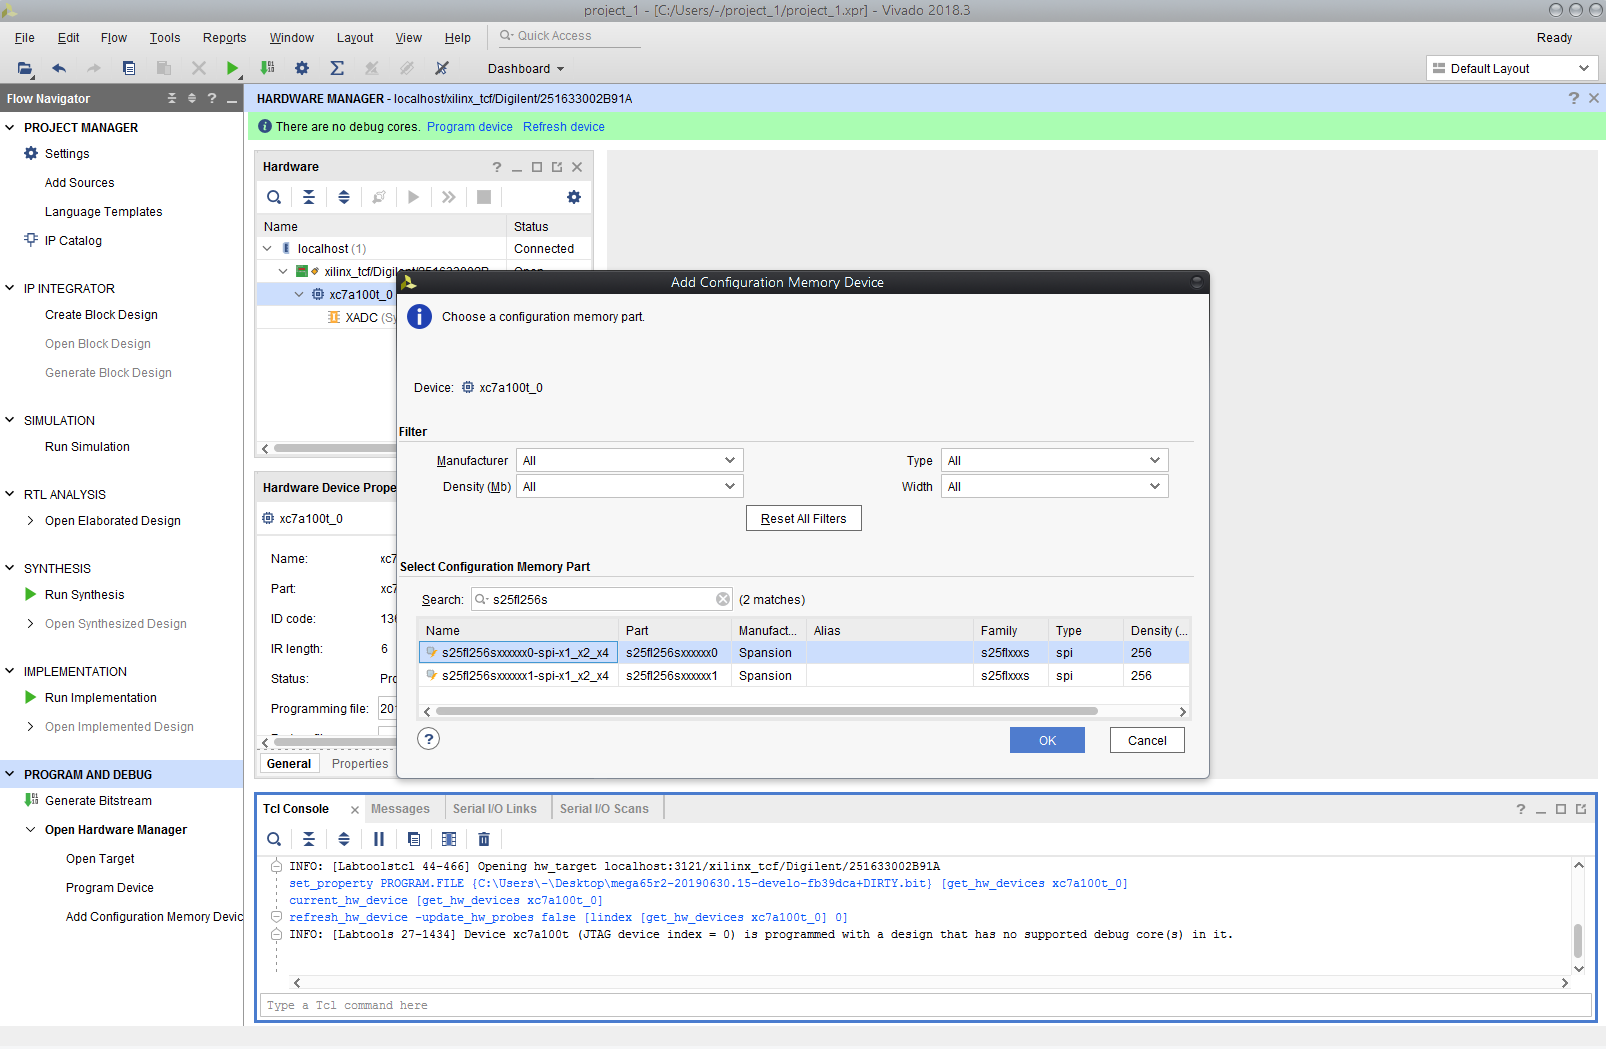 project_1 - [C:/Users/-/project_1/project_1.xpr] - Vivado 2018.3
File Edit Flow Tools Reports Window Layout View Help Quick Access Ready
Dashboard Default Layout
Flow Navigator
PROJECT MANAGER
Settings
Add Sources
Language Templates
IP Catalog
IP INTEGRATOR
Create Block Design
Open Block Design
Generate Block Design
SIMULATION
Run Simulation
RTL ANALYSIS
Open Elaborated Design
SYNTHESIS
Run Synthesis
Open Synthesized Design
IMPLEMENTATION
Run Implementation
Open Implemented Design
PROGRAM AND DEBUG
Generate Bitstream
Open Hardware Manager
Open Target
Program Device
Add Configuration Memory Devic
HARDWARE MANAGER - localhost/xilinx_tcf/Digilent/251633002B91A
There are no debug cores. Program device Refresh device
Hardware
Name Status
localhost (1) Connected
xilinx_tcf/Digilent/251633002B Open
xc7a100t_0
XADC (Sy
Hardware Device Prope
xc7a100t_0
Name: xc7
Part: xc7
ID code: 136
IR length: 6
Status: Pro
Programming file: 201
General Properties
Add Configuration Memory Device
Choose a configuration memory part.
Device: xc7a100t_0
Filter
Manufacturer All Type All
Density (Mb) All Width All
Reset All Filters
Select Configuration Memory Part
Search: s25fl256s (2 matches)
Name Part Manufact... Alias Family Type Density (...
s25fl256sxxxxxx0-spi-x1_x2_x4 s25fl256sxxxxxx0 Spansion s25flxxxs spi 256
s25fl256sxxxxxx1-spi-x1_x2_x4 s25fl256sxxxxxx1 Spansion s25flxxxs spi 256
OK Cancel
Tcl Console Messages Serial I/O Links Serial I/O Scans
INFO: [Labtoolstcl 44-466] Opening hw_target localhost:3121/xilinx_tcf/Digilent/251633002B91A
set_property PROGRAM.FILE {C:\Users\-\Desktop\mega65r2-20190630.15-develo-fb39dca+DIRTY.bit} [get_hw_devices xc7a100t_0]
current_hw_device [get_hw_devices xc7a100t_0]
refresh_hw_device -update_hw_probes false [lindex [get_hw_devices xc7a100t_0] 0]
INFO: [Labtools 27-1434] Device xc7a100t (JTAG device index = 0) is programmed with a design that has no supported debug core(s) in it.
Type a Tcl command here